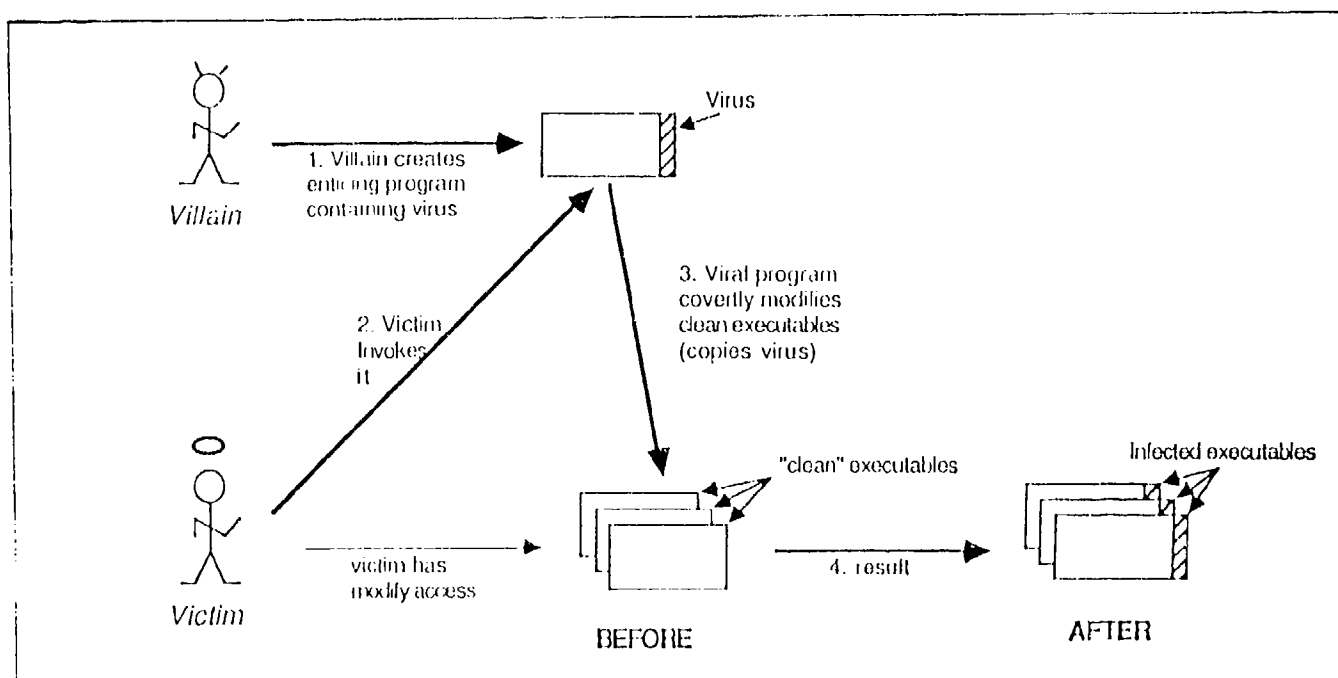 Virus
1. Villain creates
enticing program
containing virus
Villain
3. Viral program
covertly modifies
clean executables
(copies virus)
2. Victim
Invokes
it
"clean" executables
Infected executables
victim has
modify access
4. result
Victim
BEFORE
AFTER